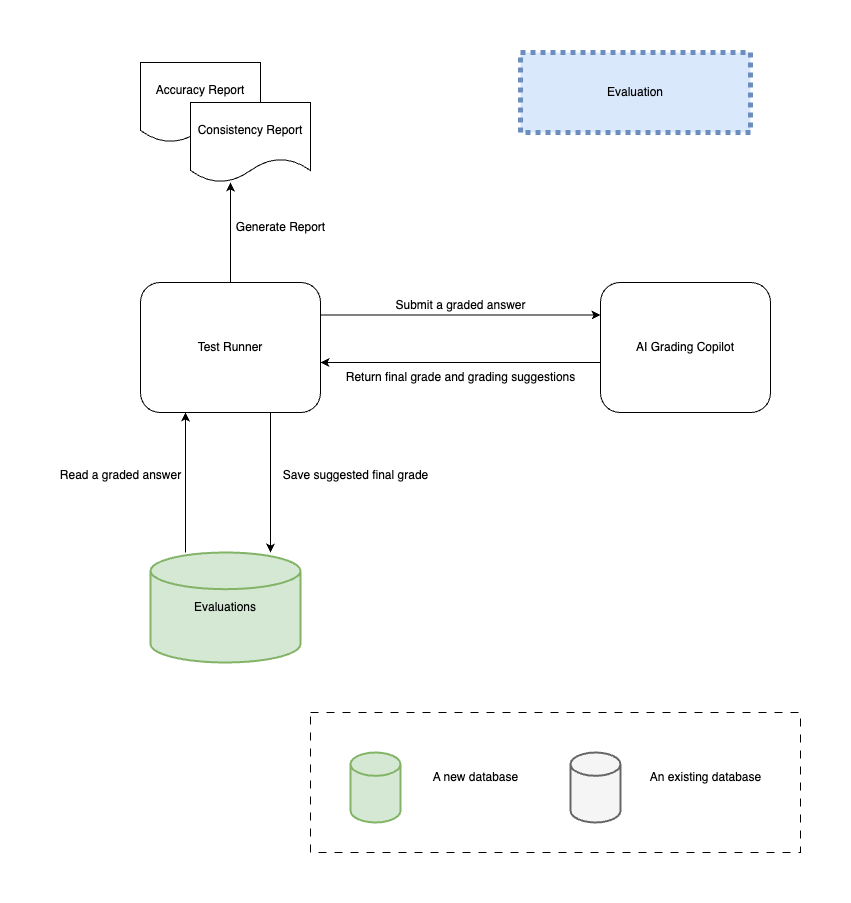 Accuracy Report
Evaluation
Consistency Report
Generate Report
Submit a graded answer
Test Runner
AI Grading Copilot
Return final grade and grading suggestions
Read a graded answer
Save suggested final grade
Evaluations
A new database
An existing database